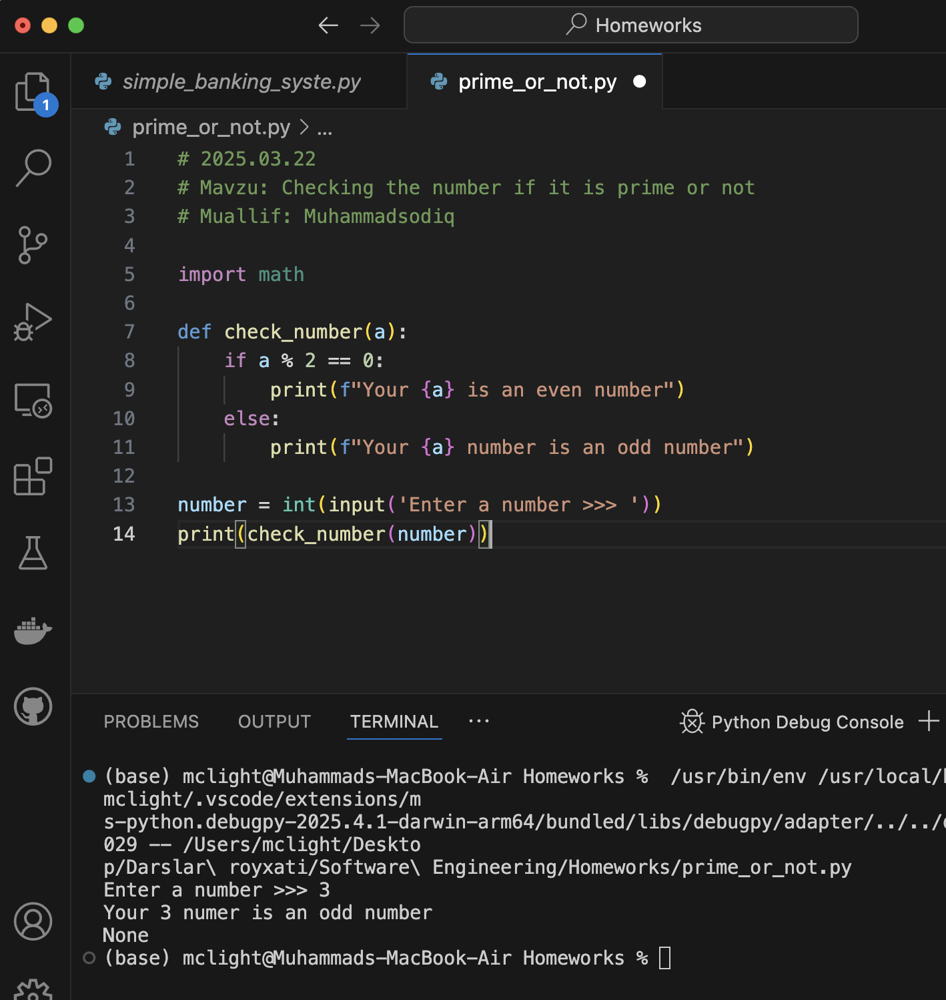 Homeworks
simple_banking_syste.py
prime_or_not.py
1
prime_or_not.py > ...
1 # 2025.03.22
2 # Mavzu: Checking the number if it is prime or not
3 # Muallif: Muhammadsodiq
4
5 import math
6
7 def check_number(a):
8     if a % 2 == 0:
9         print(f"Your {a} is an even number")
10     else:
11         print(f"Your {a} number is an odd number")
12
13 number = int(input('Enter a number >>> '))
14 print(check_number(number))
PROBLEMS OUTPUT TERMINAL ... Python Debug Console
(base) mclight@Muhammads-MacBook-Air Homeworks %  /usr/bin/env /usr/local/
mclight/.vscode/extensions/m
s-python.debugpy-2025.4.1-darwin-arm64/bundled/libs/debugpy/adapter/../../
029 -- /Users/mclight/Deskto
p/Darslar\ royxati/Software\ Engineering/Homeworks/prime_or_not.py
Enter a number >>> 3
Your 3 numer is an odd number
None
(base) mclight@Muhammads-MacBook-Air Homeworks %